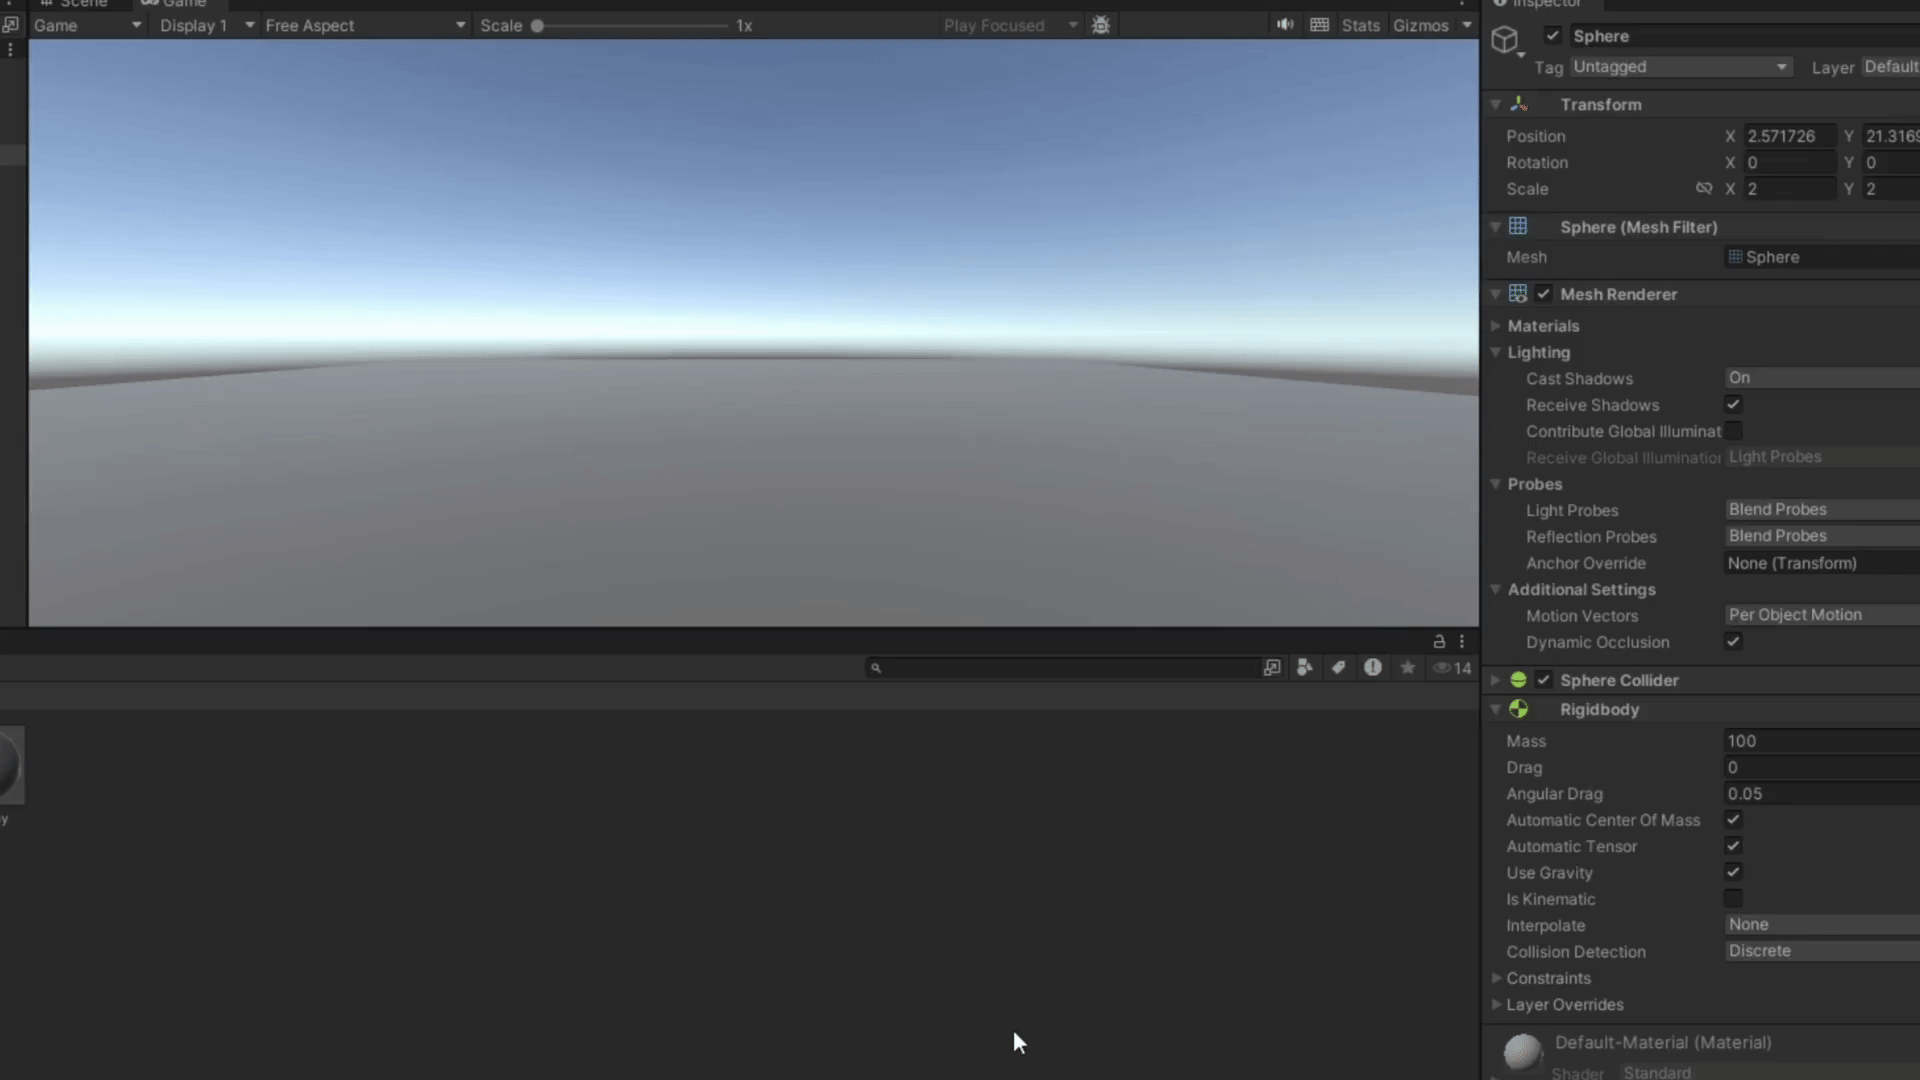 Scene Game
Inspector
Game Display 1 Free Aspect Scale 1x Play Focused Stats Gizmos
Sphere
Tag Untagged Layer Default
Transform
Position X 2.571726 Y 21.3169
Rotation X 0 Y 0
Scale X 2 Y 2
Sphere (Mesh Filter)
Mesh Sphere
Mesh Renderer
Materials
Lighting
Cast Shadows On
Receive Shadows
Contribute Global Illuminat
Receive Global Illumination Light Probes
Probes
Light Probes Blend Probes
Reflection Probes Blend Probes
Anchor Override None (Transform)
Additional Settings
Motion Vectors Per Object Motion
Dynamic Occlusion
14
Sphere Collider
Rigidbody
Mass 100
Drag 0
Angular Drag 0.05
y
Automatic Center Of Mass
Automatic Tensor
Use Gravity
Is Kinematic
Interpolate None
Collision Detection Discrete
Constraints
Layer Overrides
Default-Material (Material)
Shader Standard